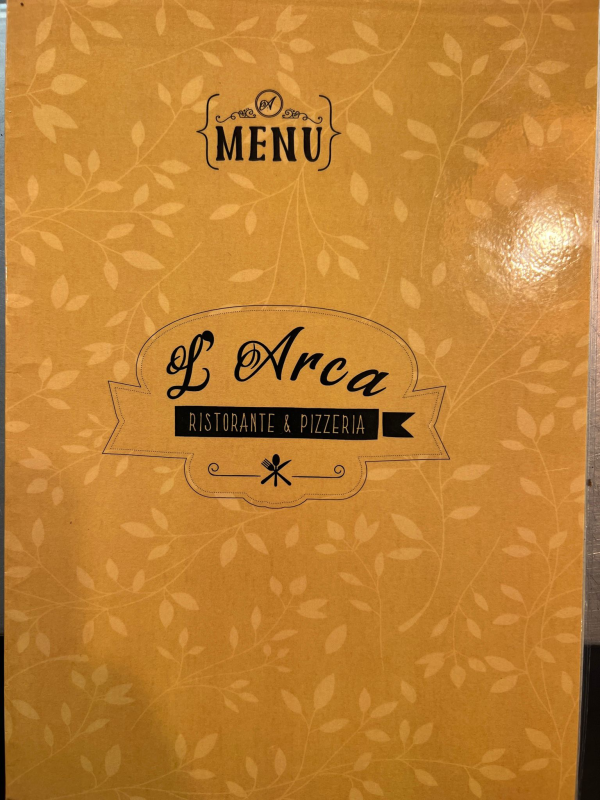 A
MENU
L' Arca
RISTORANTE & PIZZERIA